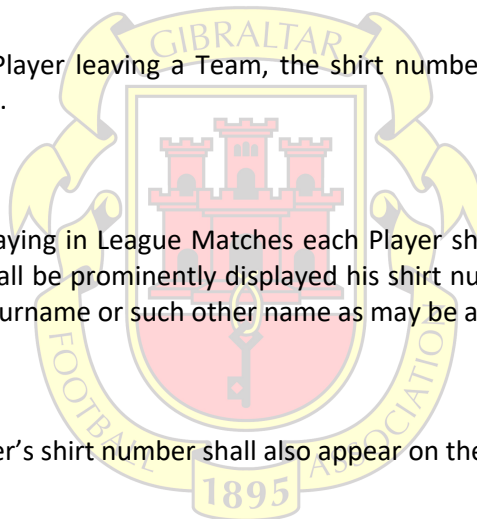 GIBRALTAR
Player leaving a Team, the shirt numbe
.
aying in League Matches each Player sh
all be prominently displayed his shirt nu
urname or such other name as may be a
er’s shirt number shall also appear on the
FOOTBALL ASSOCIATION
1895